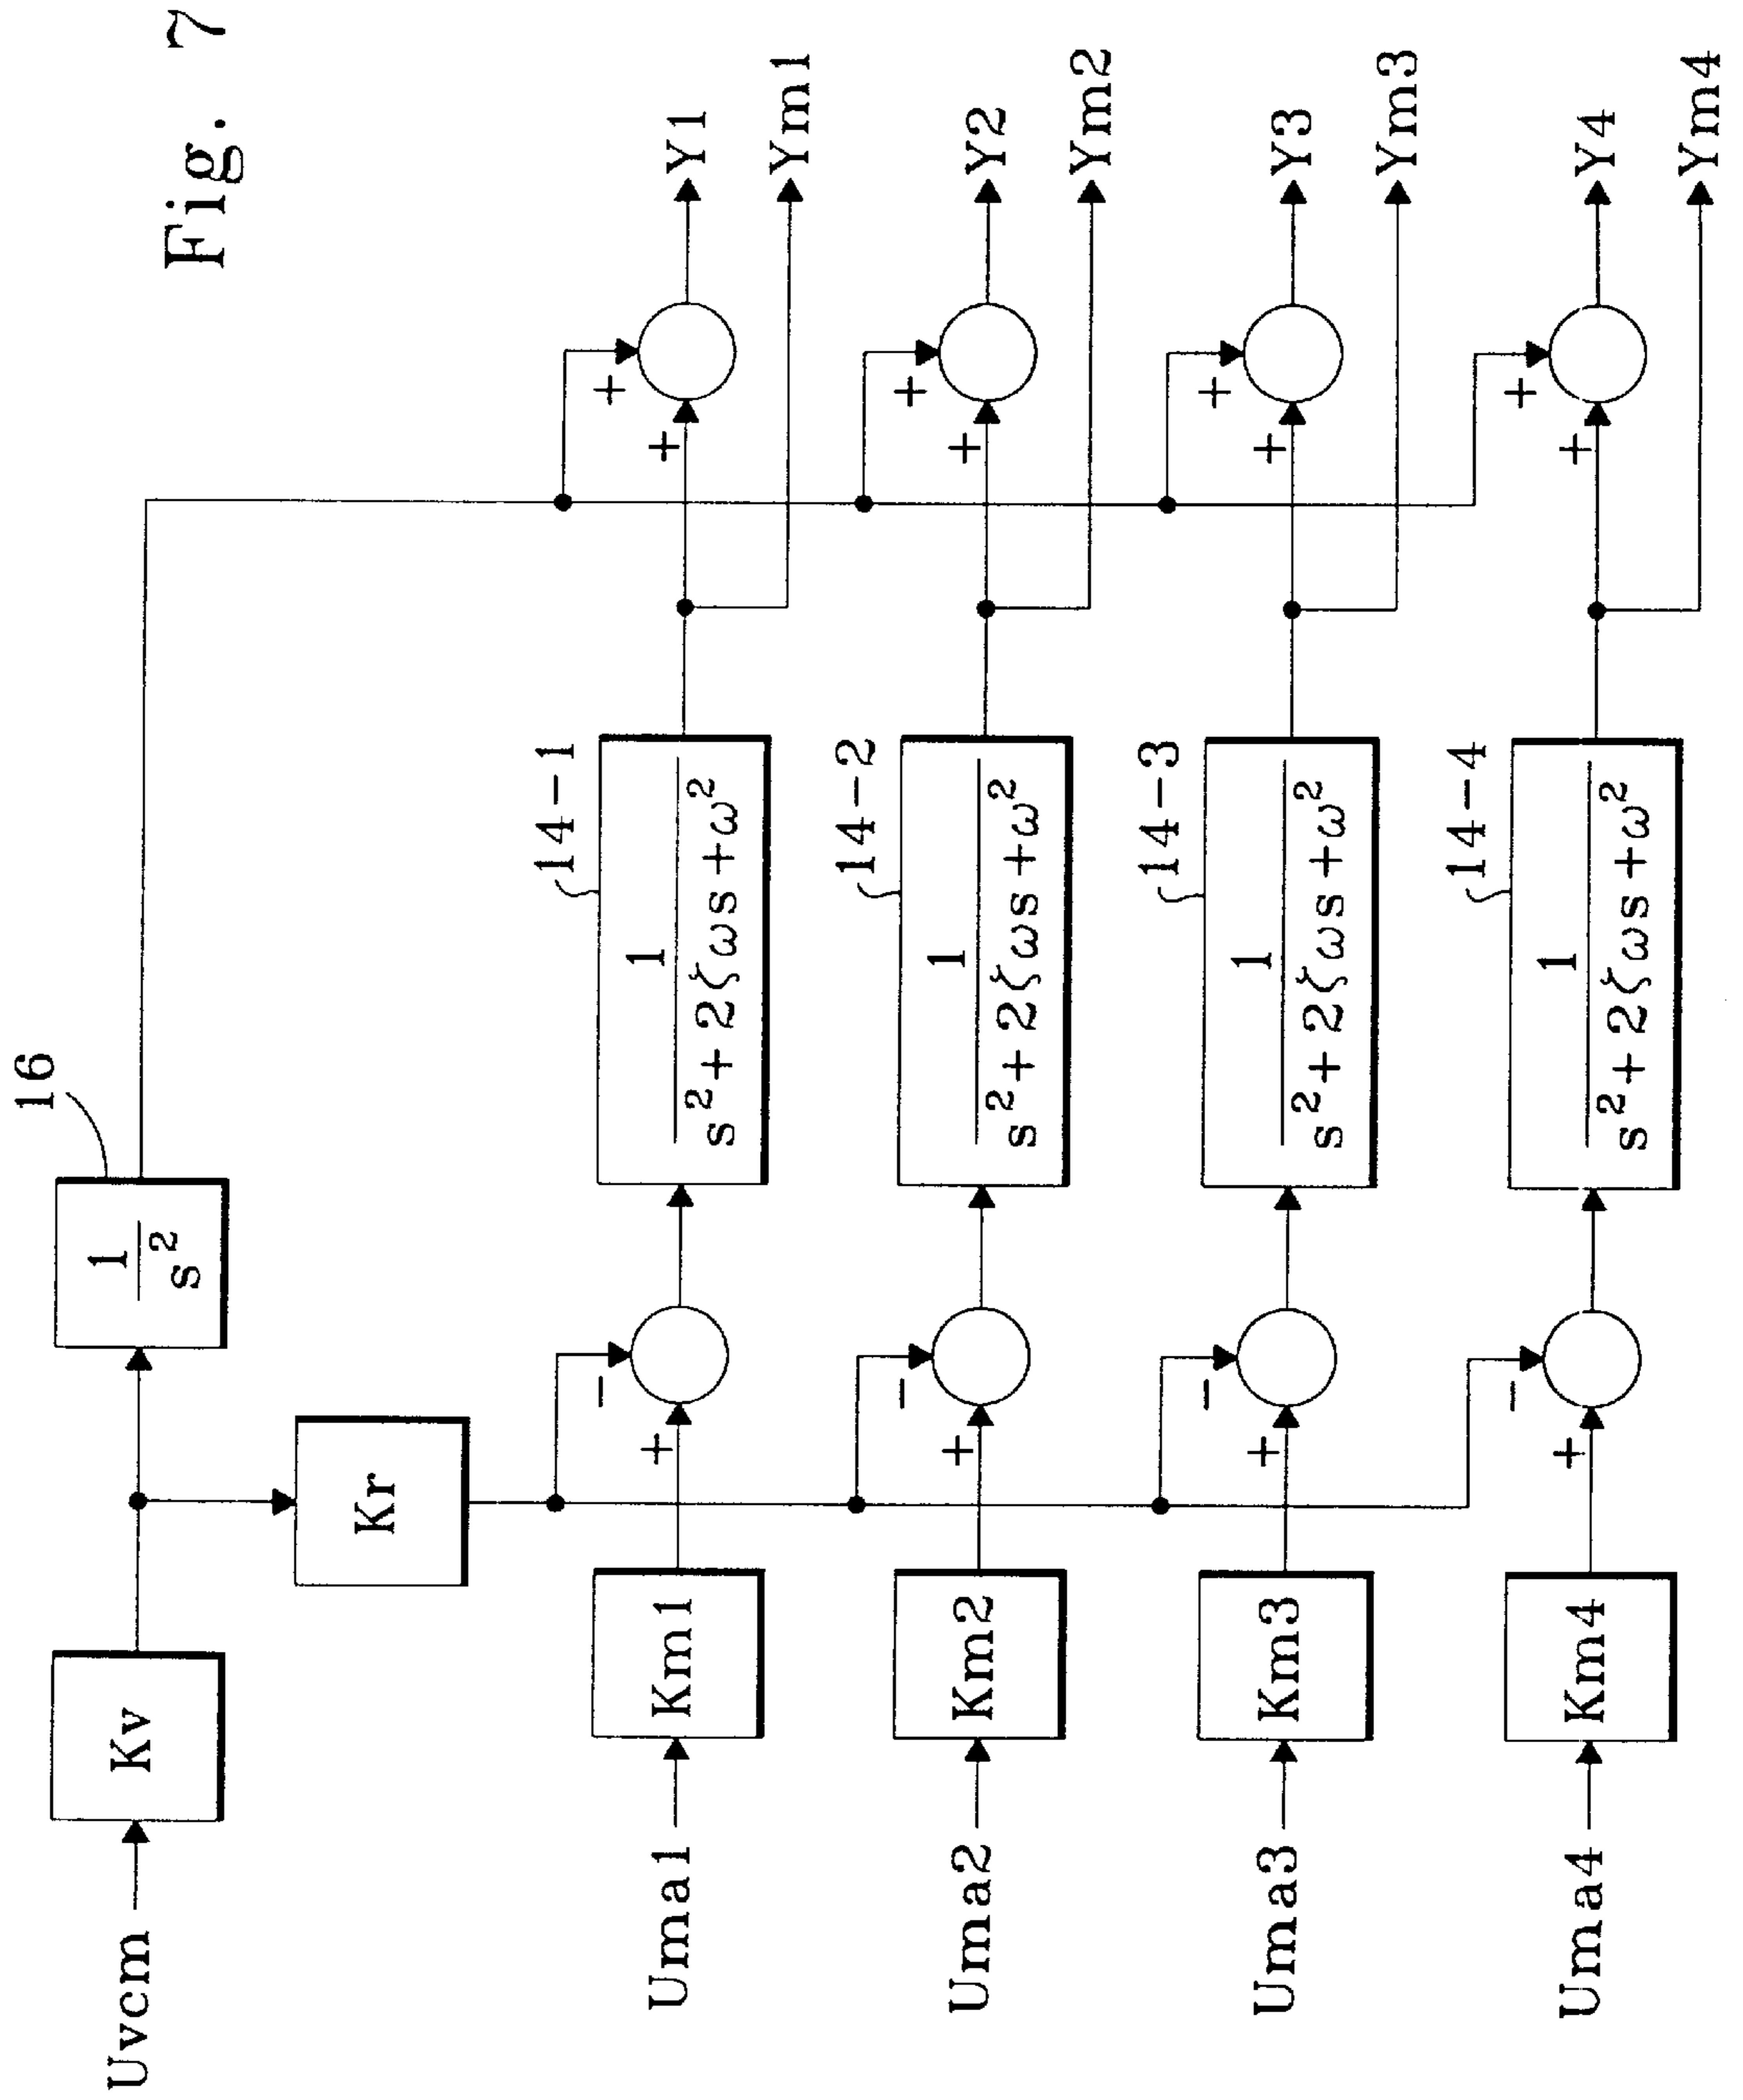 Fig. 7
16
Uvcm
Kv
1
s²
Kr
14-1
Uma1
Km1
-
+
1
s²+2ζωs+ω²
+
+
Y1
Ym1
14-2
Uma2
Km2
-
+
1
s²+2ζωs+ω²
+
+
Y2
Ym2
14-3
Uma3
Km3
-
+
1
s²+2ζωs+ω²
+
+
Y3
Ym3
14-4
Uma4
Km4
-
+
1
s²+2ζωs+ω²
+
+
Y4
Ym4